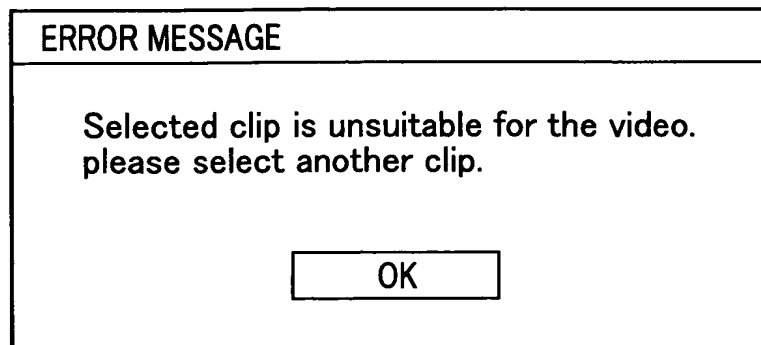 ERROR MESSAGE
Selected clip is unsuitable for the video.
please select another clip.
OK